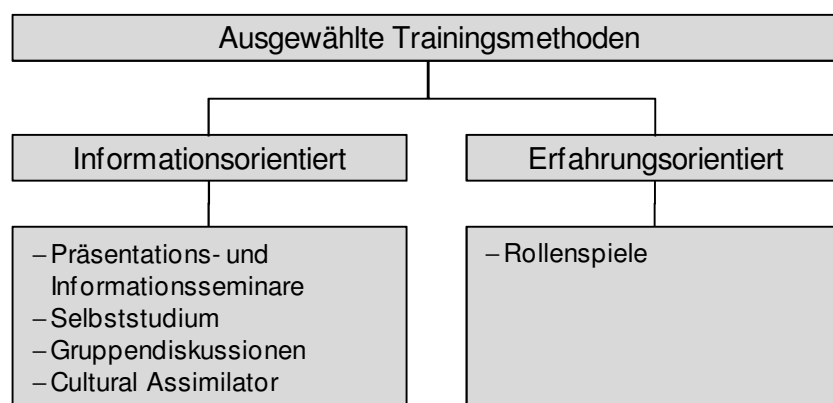 Ausgewählte Trainingsmethoden
Informationsorientiert
Erfahrungsorientiert
– Präsentations- und
Informationsseminare
– Selbststudium
– Gruppendiskussionen
– Cultural Assimilator
– Rollenspiele